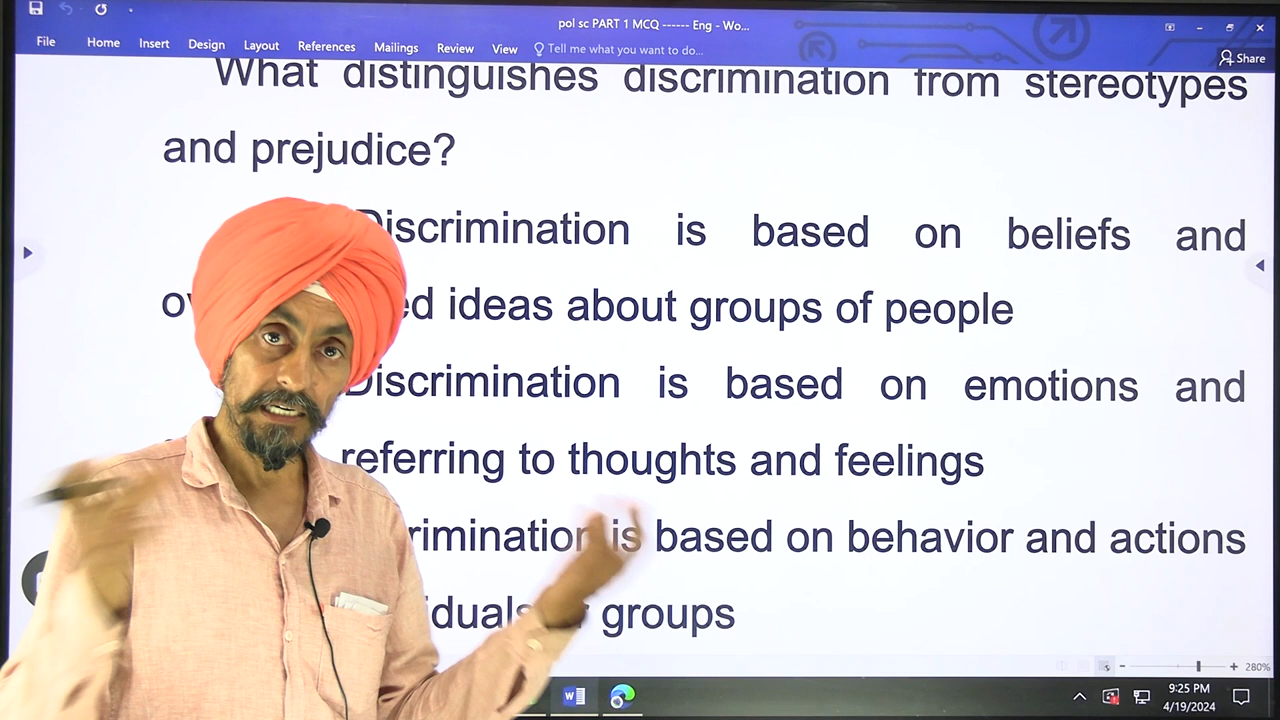 pol sc PART 1 MCQ ------ Eng - Wo...
File Home Insert Design Layout References Mailings Review View Tell me what you want to do... Share
What distinguishes discrimination from stereotypes
and prejudice?
Discrimination is based on beliefs and
ideas about groups of people
Discrimination is based on emotions and
referring to thoughts and feelings
is based on behavior and actions
groups
280%
9:25 PM
4/19/2024